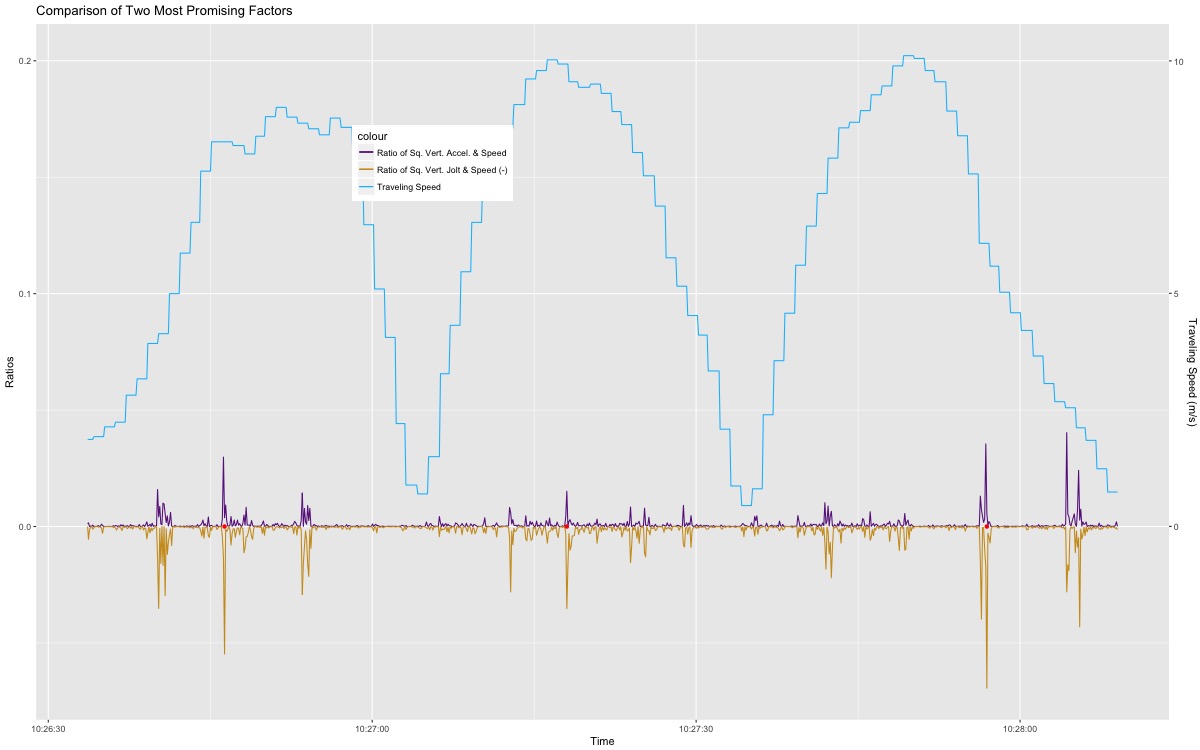 Comparison of Two Most Promising Factors
0.2
0.1
0.0
Ratios
colour
Ratio of Sq. Vert. Accel. & Speed
Ratio of Sq. Vert. Jolt & Speed (-)
Traveling Speed
10
5
0
Traveling Speed (m/s)
10:26:30
10:27:00
10:27:30
10:28:00
Time